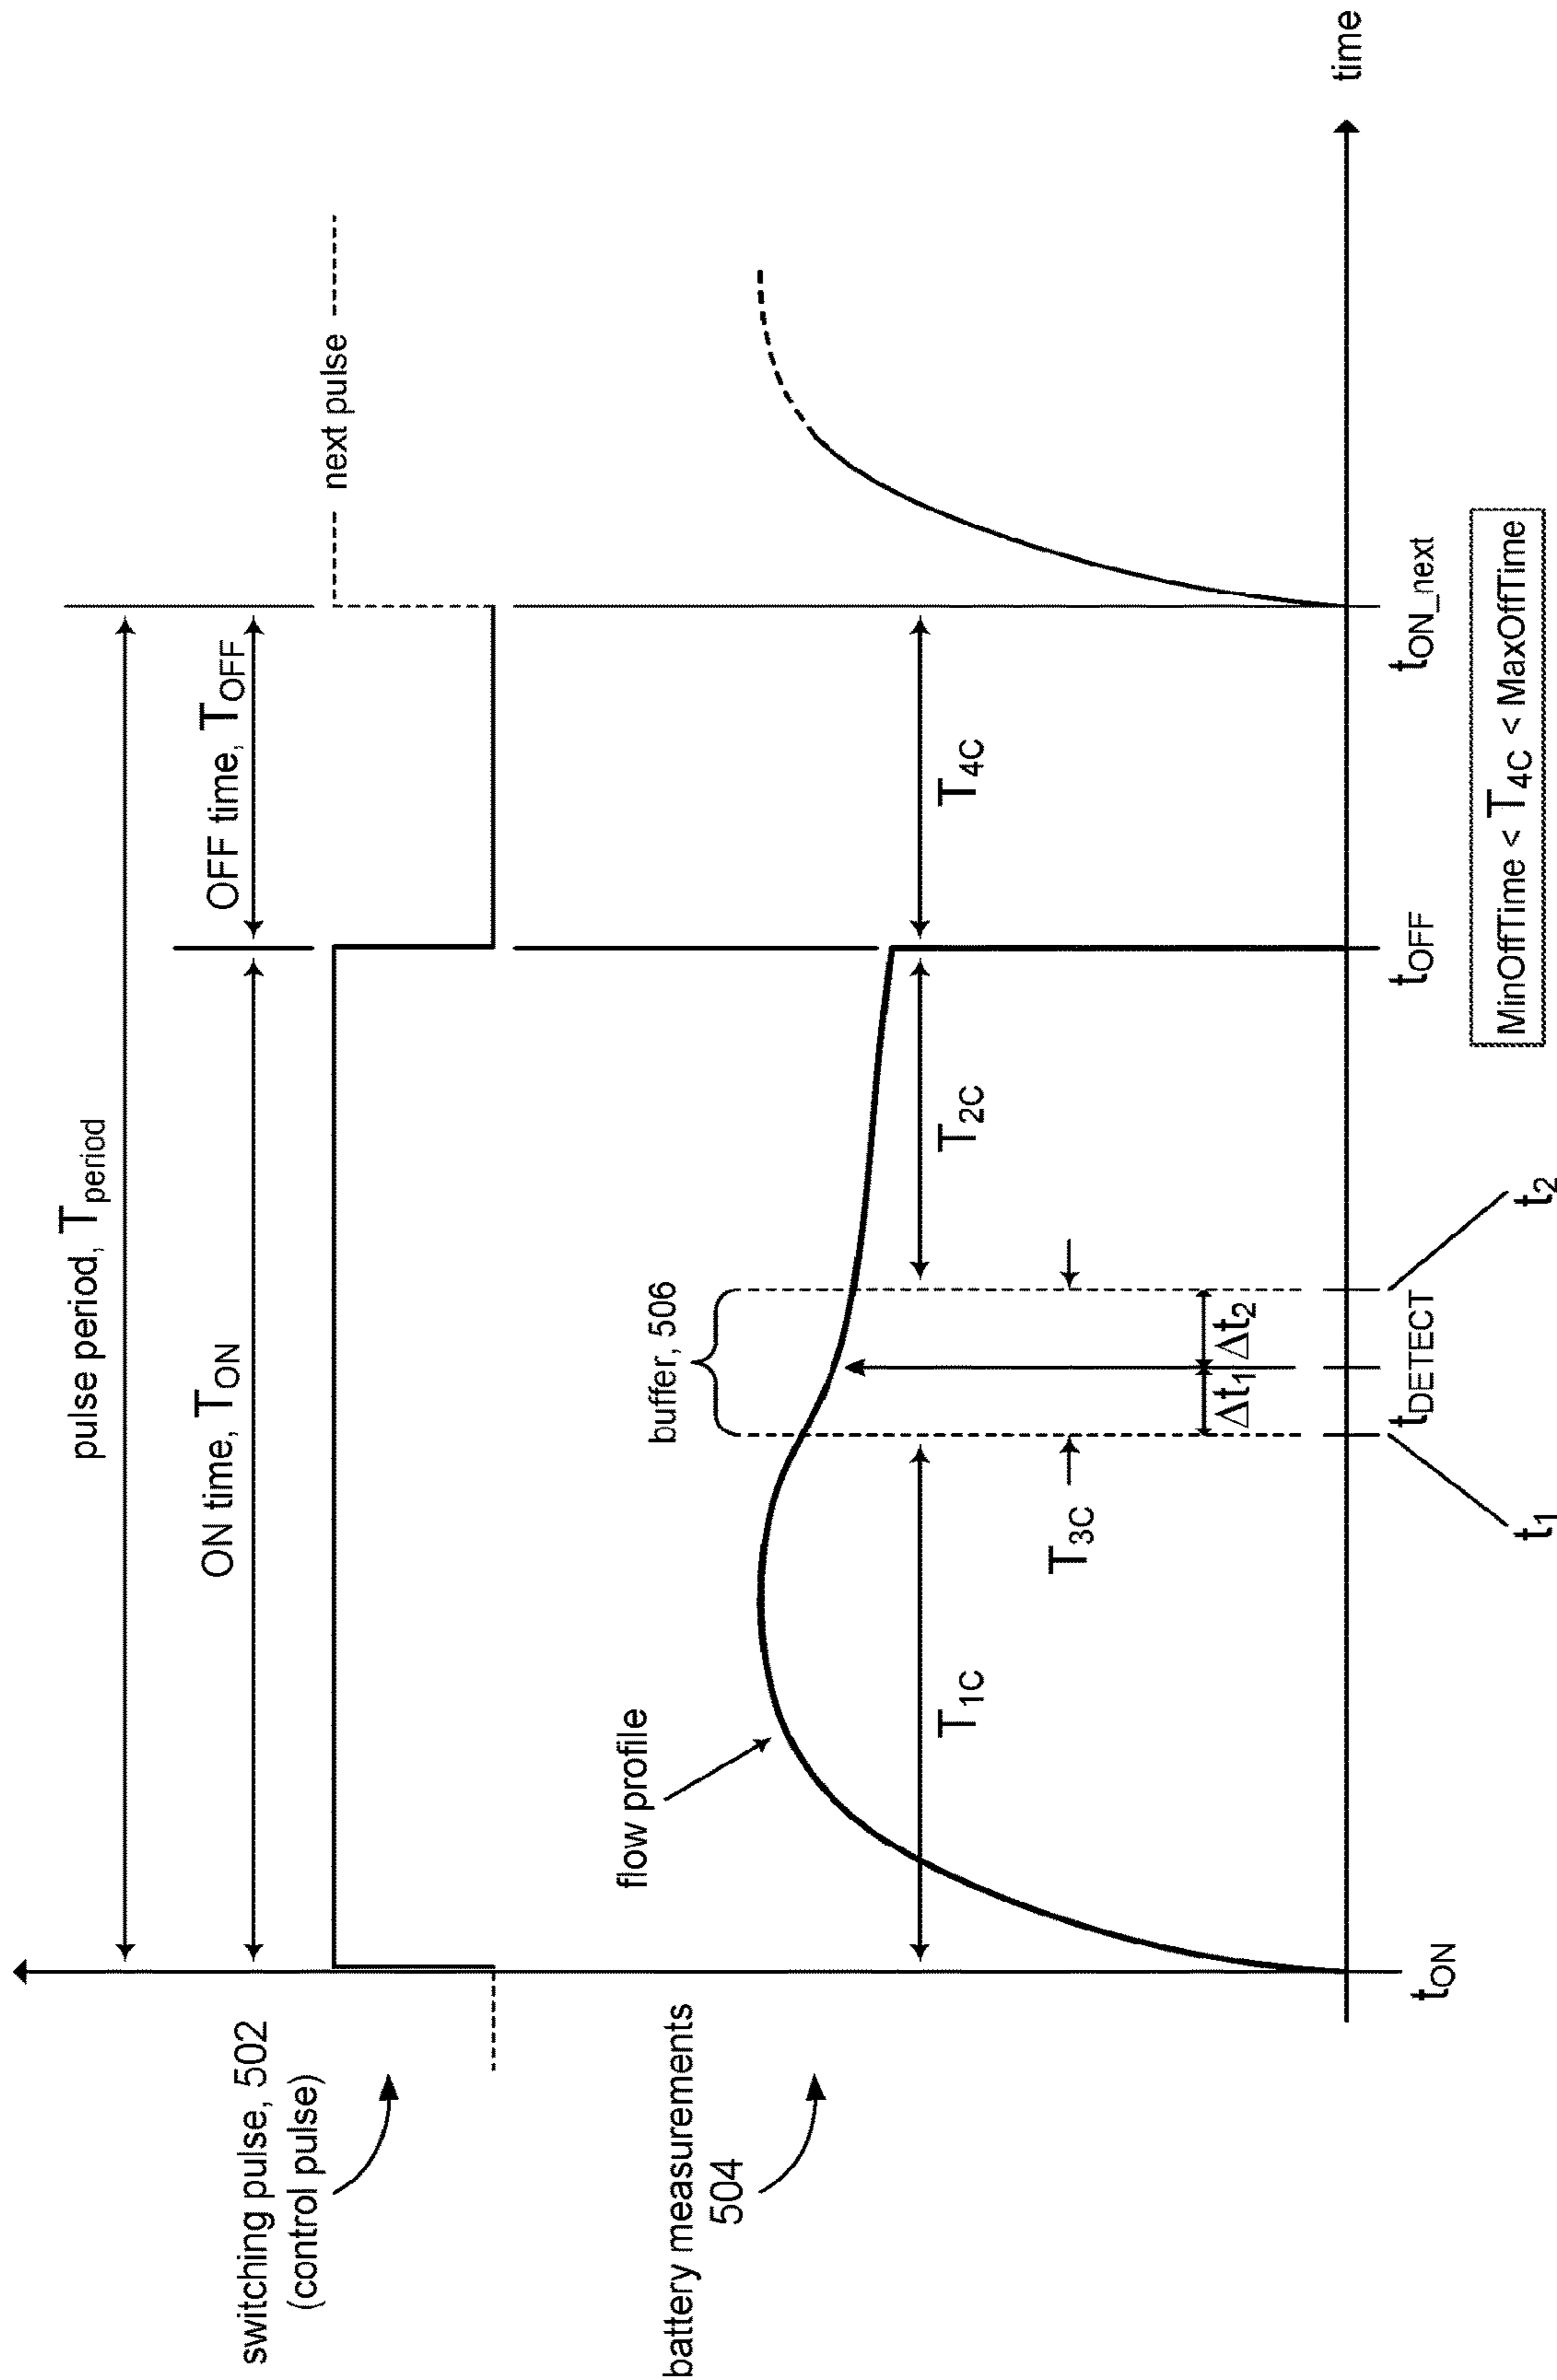 pulse period, Tperiod
ON time, TON
OFF time, TOFF
switching pulse, 502
(control pulse)
next pulse
battery measurements
504
flow profile
buffer, 506
T1C
T2C
T4C
T3C
Δt1
Δt2
time
tON
tDETECT
tOFF
tON_next
t1
t2
MinOffTime < T4C < MaxOffTime